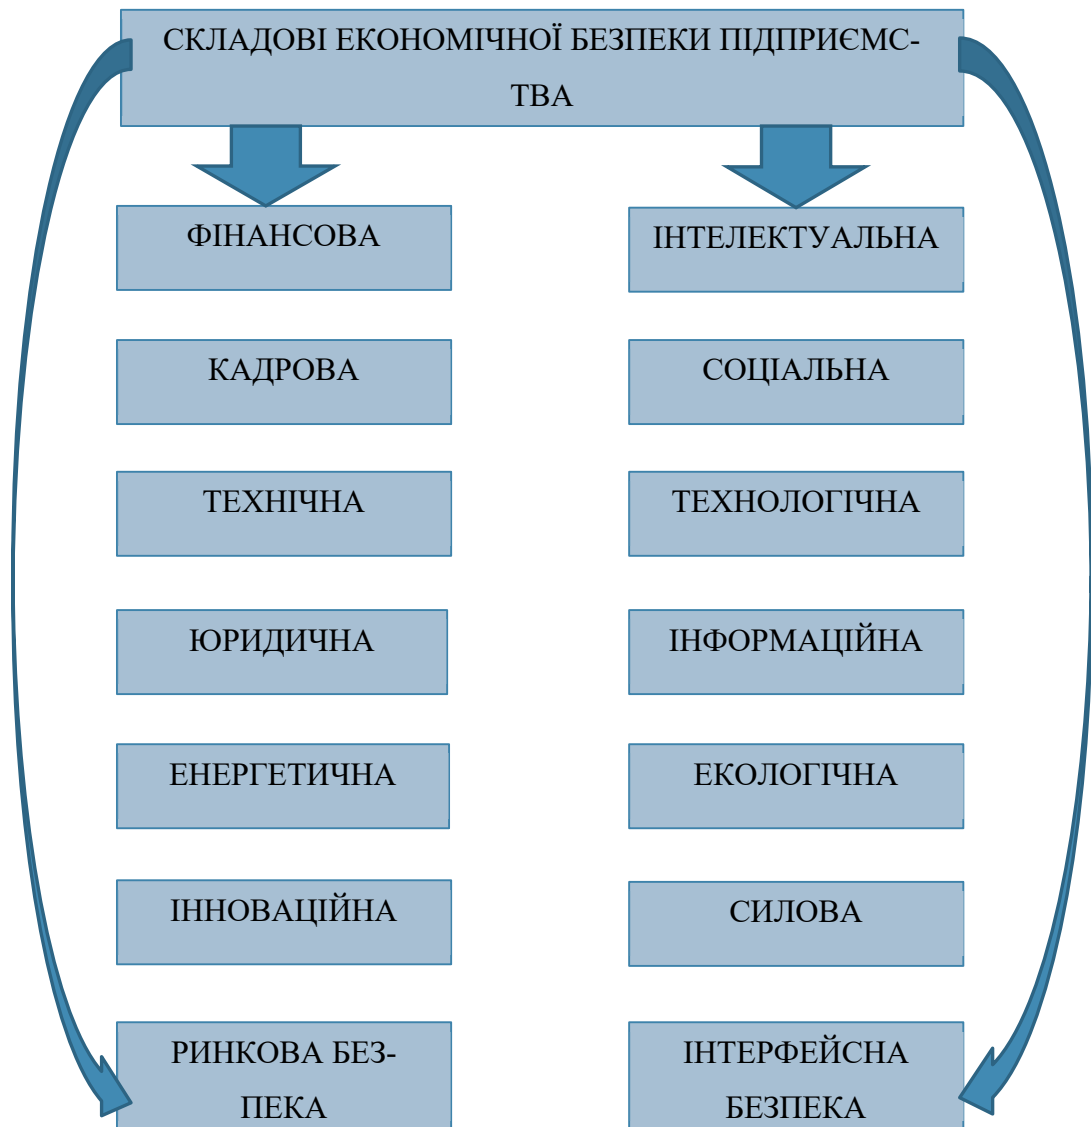 СКЛАДОВІ ЕКОНОМІЧНОЇ БЕЗПЕКИ ПІДПРИЄМС-
ТВА
ФІНАНСОВА
ІНТЕЛЕКТУАЛЬНА
КАДРОВА
СОЦІАЛЬНА
ТЕХНІЧНА
ТЕХНОЛОГІЧНА
ЮРИДИЧНА
ІНФОРМАЦІЙНА
ЕНЕРГЕТИЧНА
ЕКОЛОГІЧНА
ІННОВАЦІЙНА
СИЛОВА
РИНКОВА БЕЗ-
ПЕКА
ІНТЕРФЕЙСНА
БЕЗПЕКА